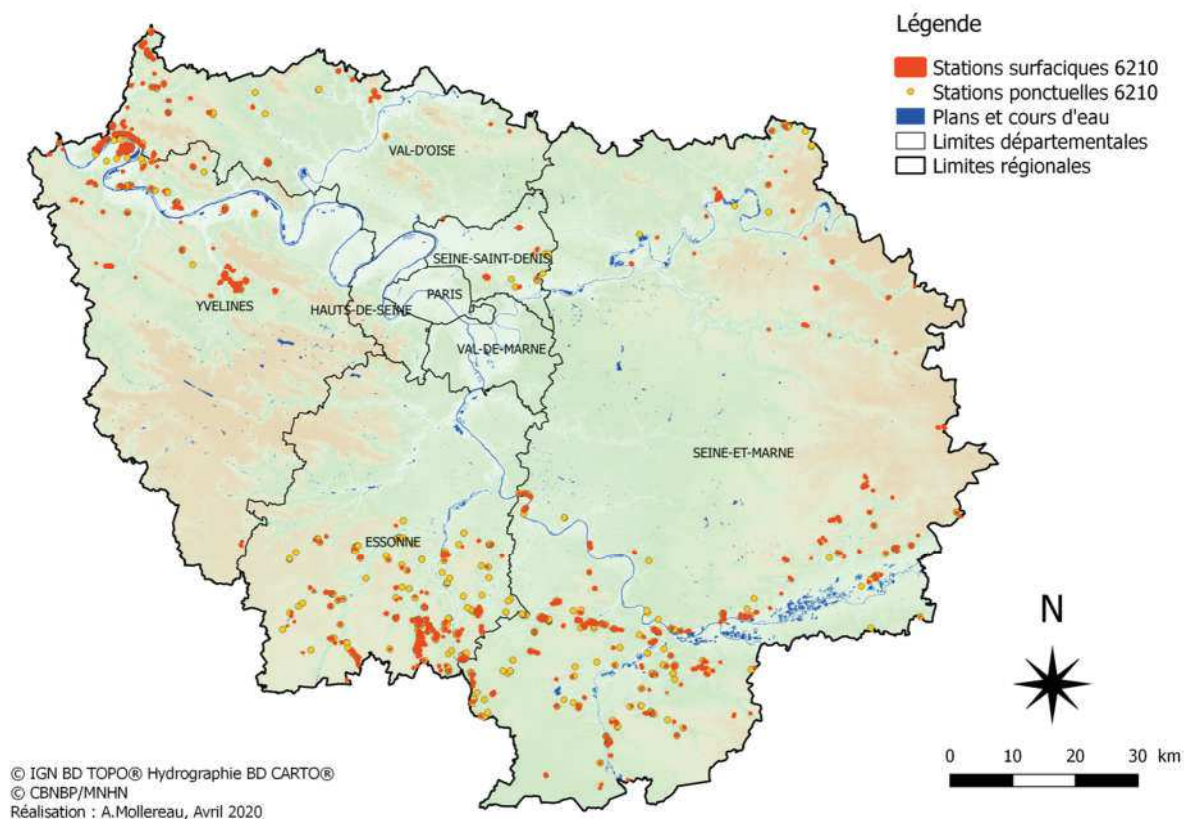 Légende
Stations surfaciques 6210
Stations ponctuelles 6210
Plans et cours d'eau
Limites départementales
Limites régionales
VAL-D'OISE
SEINE-SAINT-DENIS
PARIS
YVELINES
HAUTS-DE-SEINE
VAL-DE-MARNE
SEINE-ET-MARNE
ESSONNE
N
0 10 20 30 km
© IGN BD TOPO® Hydrographie BD CARTO®
© CBNBP/MNHN
Réalisation : A.Mollereau, Avril 2020